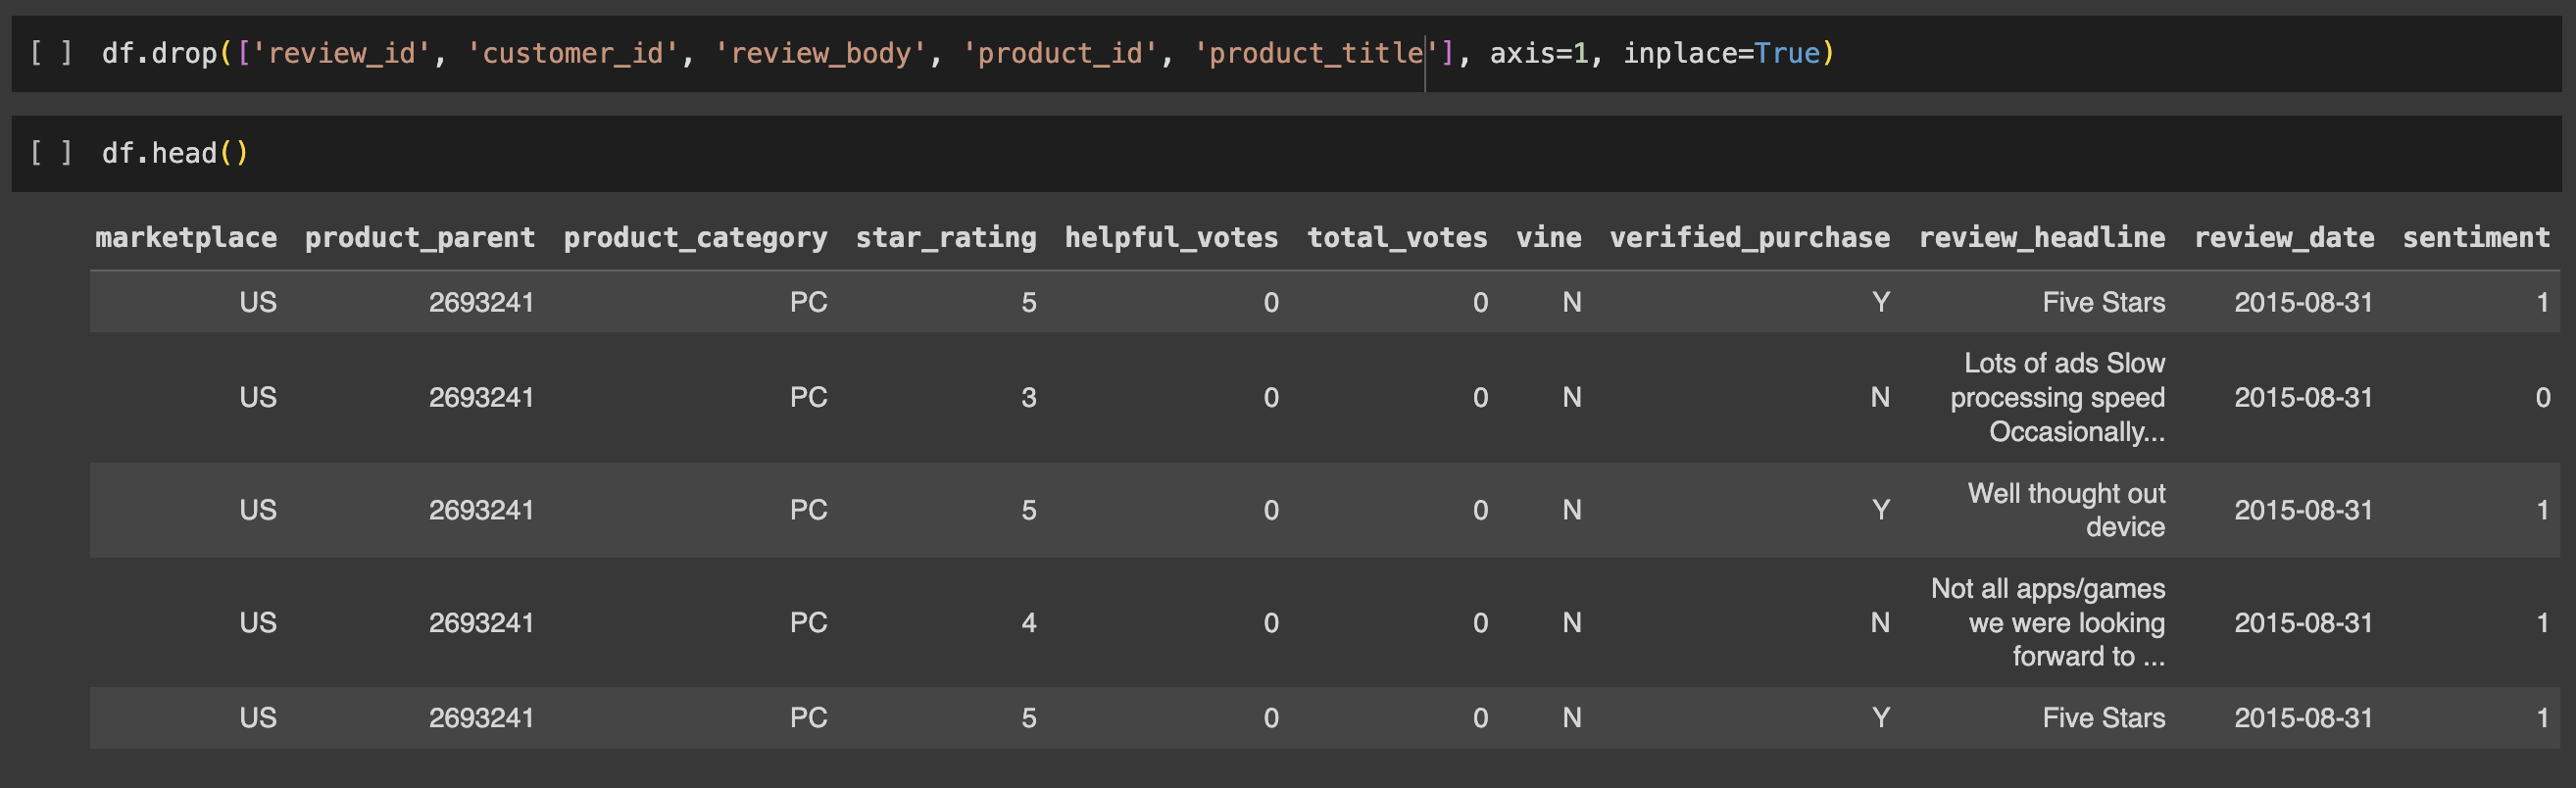 [ ] df.drop(['review_id', 'customer_id', 'review_body', 'product_id', 'product_title'], axis=1, inplace=True)
[ ] df.head()
marketplace product_parent product_category star_rating helpful_votes total_votes vine verified_purchase review_headline review_date sentiment
US 2693241 PC 5 0 0 N Y Five Stars 2015-08-31 1
Lots of ads Slow
US 2693241 PC 3 0 0 N N processing speed 2015-08-31 0
Occasionally...
Well thought out
US 2693241 PC 5 0 0 N Y device 2015-08-31 1
Not all apps/games
US 2693241 PC 4 0 0 N N we were looking 2015-08-31 1
forward to ...
US 2693241 PC 5 0 0 N Y Five Stars 2015-08-31 1